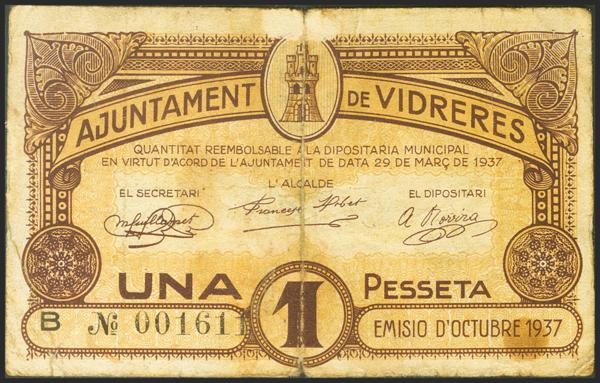 AJUNTAMENT DE VIDRERES
QUANTITAT REEMBOLSABLE A LA DIPOSITARIA MUNICIPAL
EN VIRTUT D'ACORD DE L'AJUNTAMENT DE DATA 29 DE MARÇ DE 1937
L'ALCALDE
EL SECRETARI
EL DIPOSITARI
A Rovira
UNA 1 PESSETA
B No 001611
EMISIO D'OCTUBRE 1937